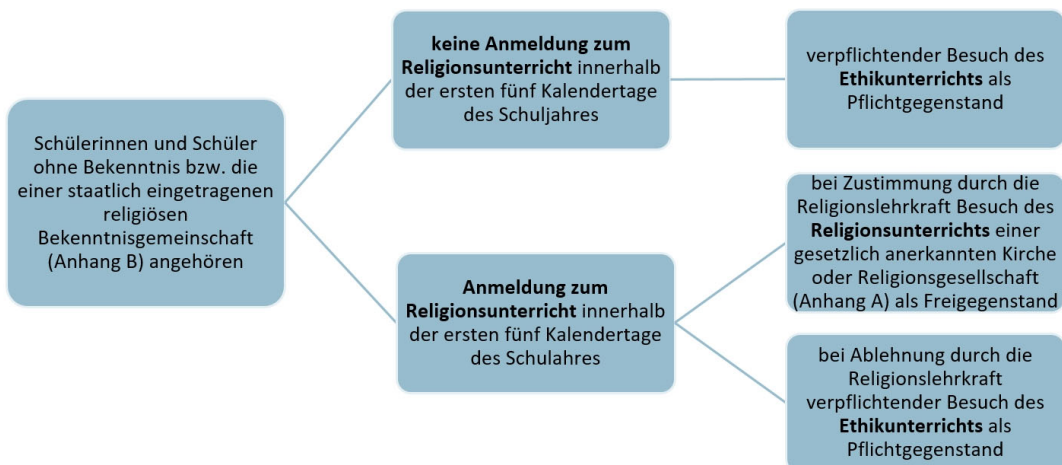 Schülerinnen und Schüler
ohne Bekenntnis bzw. die
einer staatlich eingetragenen
religiösen
Bekenntnisgemeinschaft
(Anhang B) angehören
keine Anmeldung zum
Religionsunterricht innerhalb
der ersten fünf Kalendertage
des Schuljahres
verpflichtender Besuch des
Ethikunterrichts als
Pflichtgegenstand
Anmeldung zum
Religionsunterricht innerhalb
der ersten fünf Kalendertage
des Schulahres
bei Zustimmung durch die
Religionslehrkraft Besuch des
Religionsunterrichts einer
gesetzlich anerkannten Kirche
oder Religionsgesellschaft
(Anhang A) als Freigegenstand
bei Ablehnung durch die
Religionslehrkraft
verpflichtender Besuch des
Ethikunterrichts als
Pflichtgegenstand